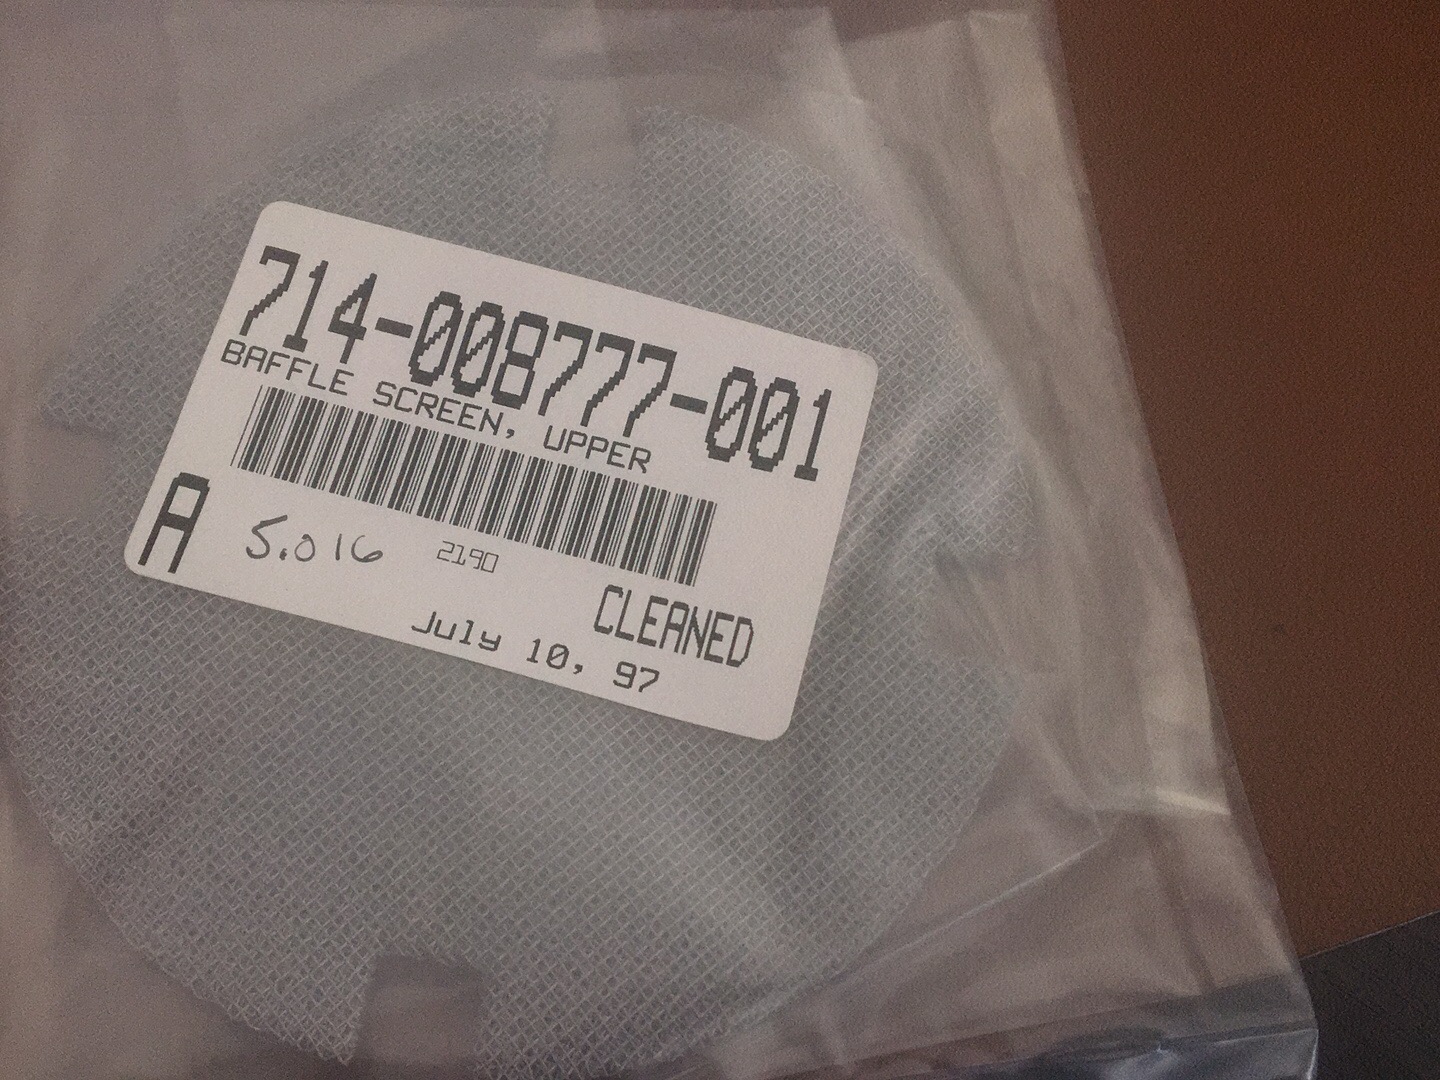 714-008777-001
BAFFLE SCREEN, UPPER
A 5.016 2190 CLEANED
July 10, 97